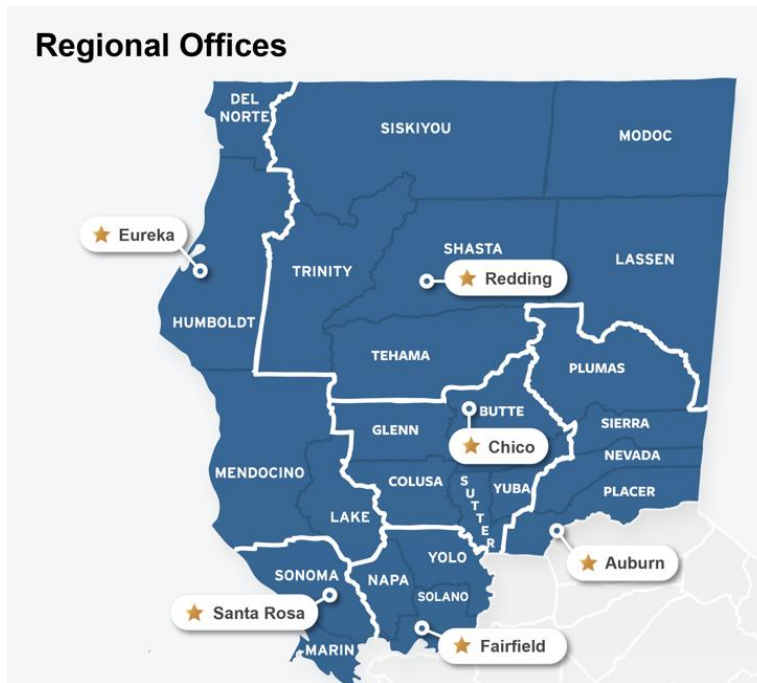 Regional Offices
DEL
NORTE
SISKIYOU
MODOC
Eureka
SHASTA
LASSEN
TRINITY
Redding
HUMBOLDT
TEHAMA
PLUMAS
BUTTE
GLENN
SIERRA
Chico
NEVADA
MENDOCINO
COLUSA
SUTTER
YUBA
PLACER
LAKE
YOLO
Auburn
SONOMA
NAPA
SOLANO
Santa Rosa
Fairfield
MARIN